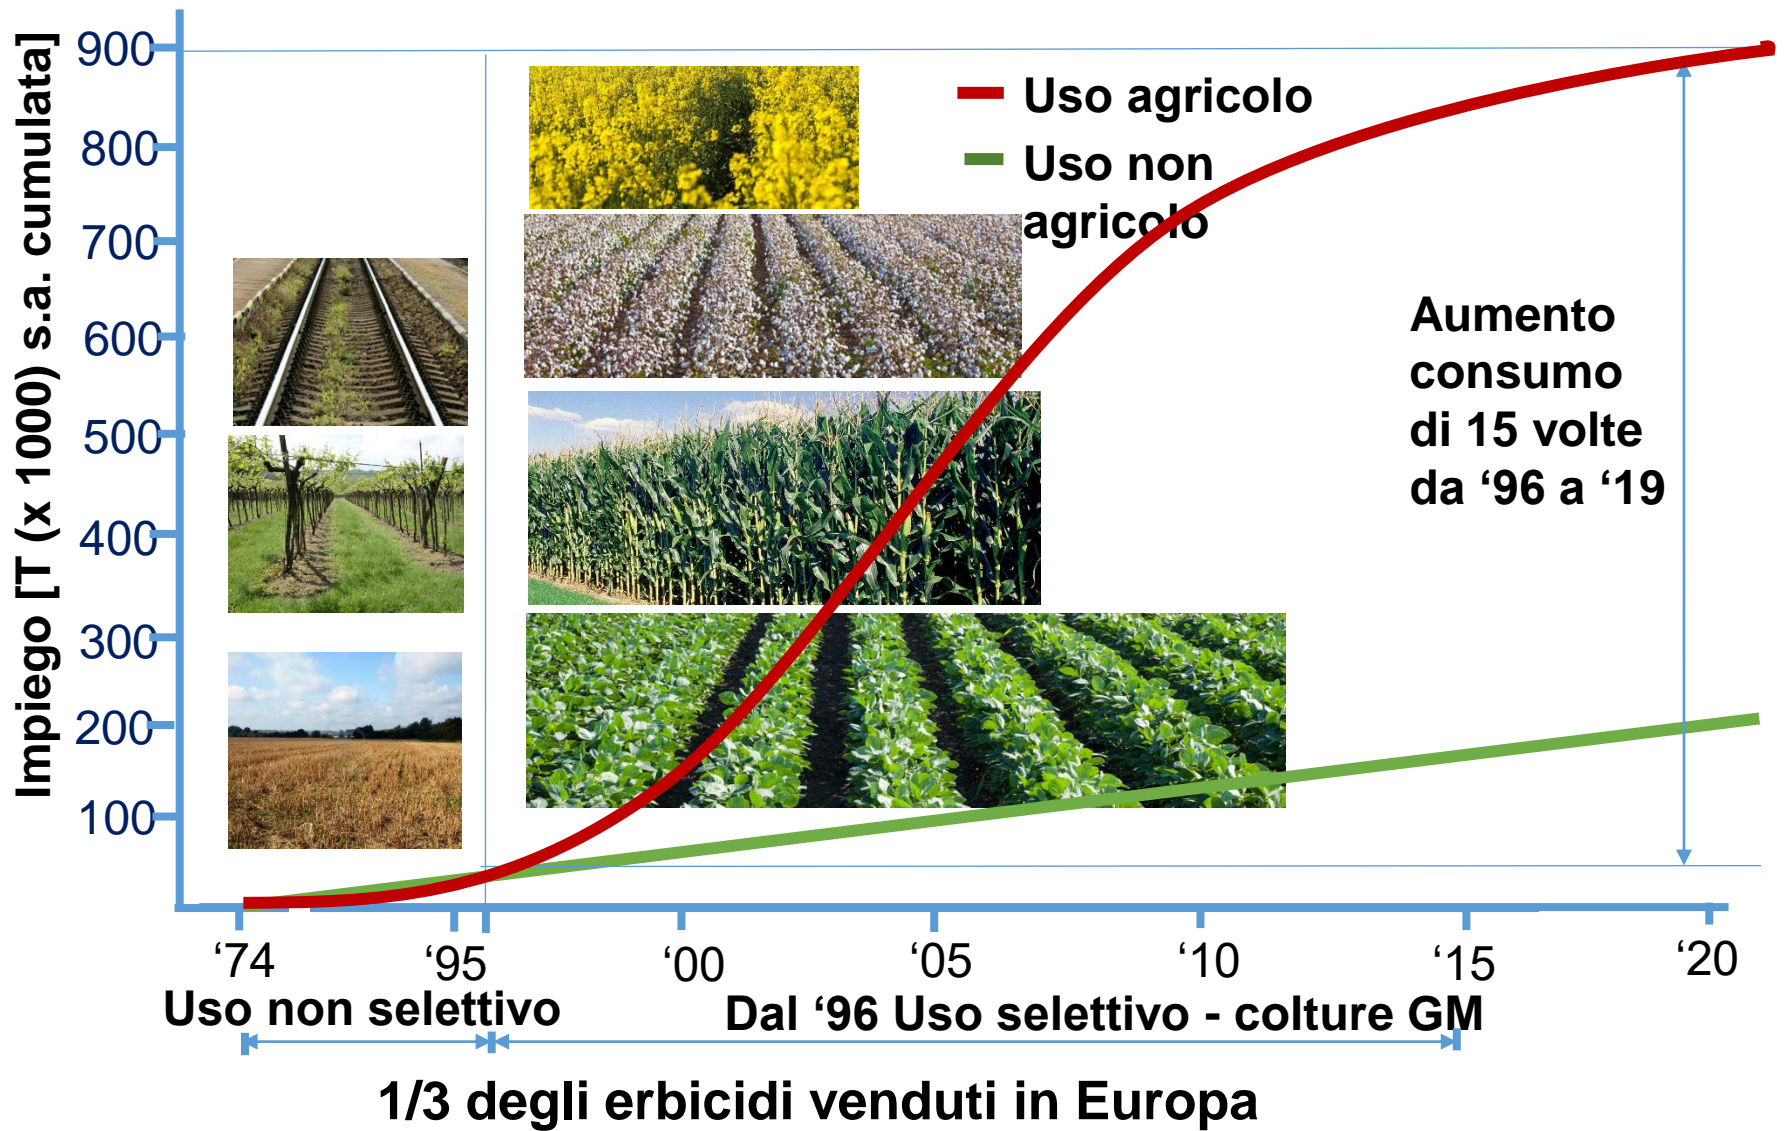 Impiego [T (x 1000) s.a. cumulata]
900
800
700
600
500
400
300
200
100
Uso agricolo
Uso non
agricolo
Aumento
consumo
di 15 volte
da ‘96 a ‘19
‘74
‘95
‘00
‘05
‘10
‘15
‘20
Uso non selettivo
Dal ‘96 Uso selettivo - colture GM
1/3 degli erbicidi venduti in Europa